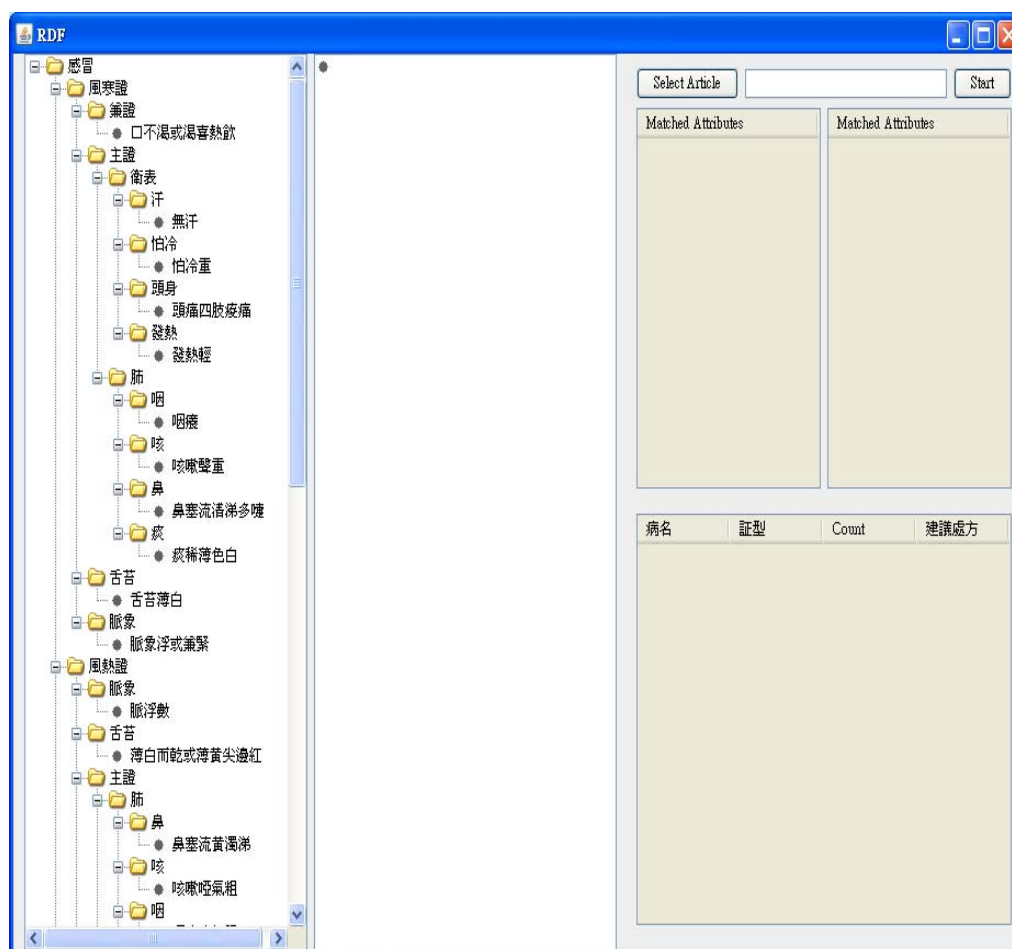 RDF
感冒
風寒證
兼證
口不渴或渴喜熱飲
主證
衛表
汗
無汗
怕冷
怕冷重
頭身
頭痛四肢痠痛
發熱
發熱輕
肺
咽
咽癢
咳
咳嗽聲重
鼻
鼻塞流清涕多嚏
痰
痰稀薄色白
舌苔
舌苔薄白
脈象
脈象浮或兼緊
風熱證
脈象
脈浮數
舌苔
薄白而乾或薄黃尖邊紅
主證
肺
鼻
鼻塞流黃濁涕
咳
咳嗽啞氣粗
咽
Select Article
Start
Matched Attributes
Matched Attributes
病名 証型 Count 建議處方